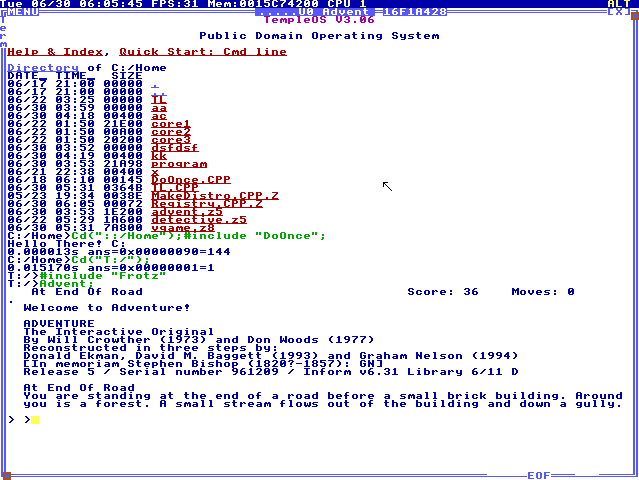 Tue 06/30 06:05:45 FPS:31 Mem:0015C74200 CPU 1 ALT
MENU ....U0 Advent =16F1A428 [X]
Term
TempleOS V3.06
Public Domain Operating System
Help & Index, Quick Start: Cmd line
Directory of C:/Home
DATE_ TIME_ SIZE
06/17 21:00 00000 .
06/17 21:00 00000 ..
06/22 03:25 00000 TL
06/30 03:59 00000 aa
06/30 04:18 00400 ac
06/22 01:50 21E00 core1
06/22 01:50 00A00 core2
06/22 01:50 20200 core3
06/30 03:52 00000 dsfdsf
06/30 04:19 00400 kk
06/30 03:53 21A98 program
06/21 22:38 00400 x
06/18 06:10 00145 DoOnce.CPP
06/30 05:31 0364B TL.CPP
05/23 19:34 0038E MakeDistro.CPP.Z
06/30 06:05 00072 Registry.CPP.Z
06/30 03:53 1E200 advent.z5
06/22 05:29 1A600 detective.z5
06/30 05:31 7A800 vgame.z8
C:/Home>Cd("::/Home");#include "DoOnce";
Hello There! C:
0.000013s ans=0x00000090=144
C:/Home>Cd("T:/");
0.015170s ans=0x00000001=1
T:/>#include "Frotz"
T:/>Advent;
At End Of Road Score: 36 Moves: 0
.
Welcome to Adventure!
ADVENTURE
The Interactive Original
By Will Crowther (1973) and Don Woods (1977)
Reconstructed in three steps by:
Donald Ekman, David M. Baggett (1993) and Graham Nelson (1994)
[In memoriam Stephen Bishop (1820?-1857): GN]
Release 5 / Serial number 961209 / Inform v6.31 Library 6/11 D
At End Of Road
You are standing at the end of a road before a small brick building. Around
you is a forest. A small stream flows out of the building and down a gully.
> >
EOF